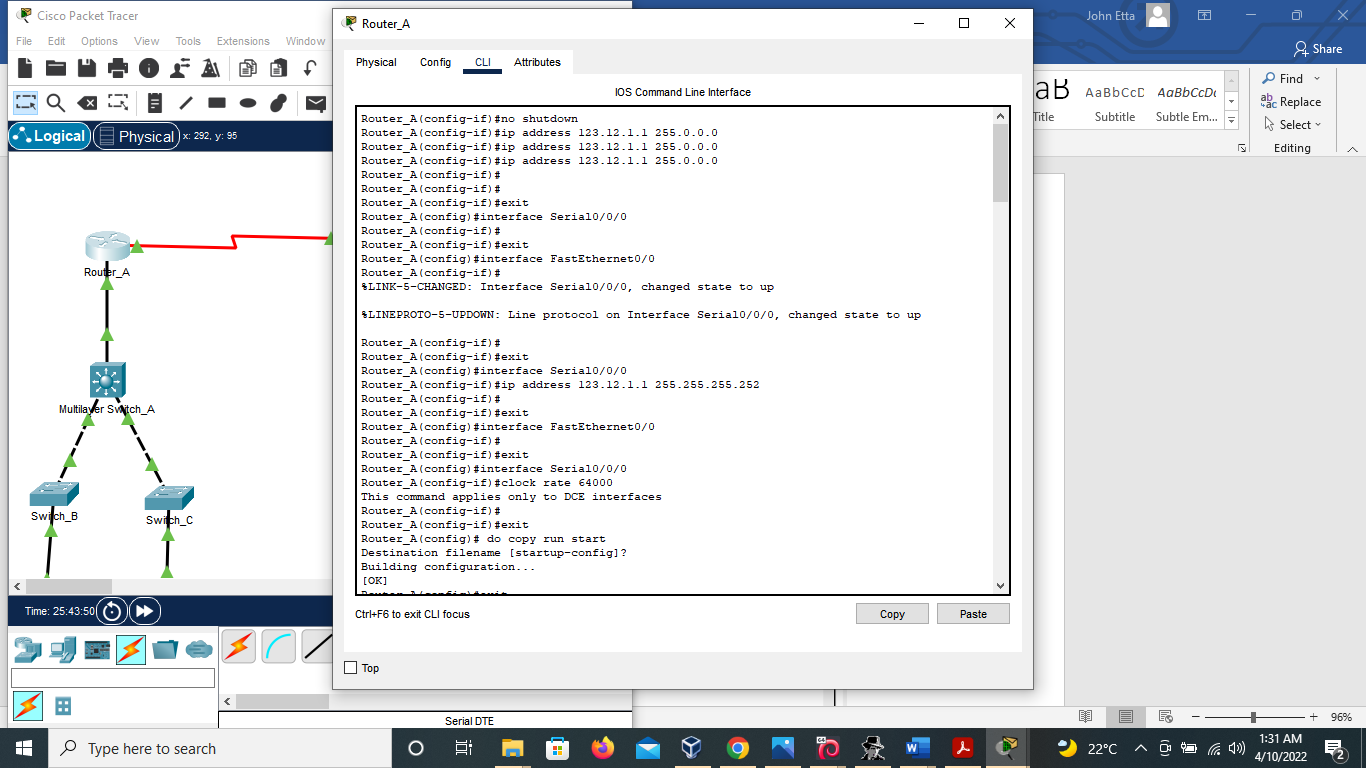 Cisco Packet Tracer
File Edit Options View Tools Extensions Window
Logical Physical x: 292, y: 95
Router_A
Multilayer Switch_A
Switch_B
Switch_C
Time: 25:43:50
Serial DTE
Router_A
Physical Config CLI Attributes
IOS Command Line Interface
Router_A(config-if)#no shutdown
Router_A(config-if)#ip address 123.12.1.1 255.0.0.0
Router_A(config-if)#ip address 123.12.1.1 255.0.0.0
Router_A(config-if)#ip address 123.12.1.1 255.0.0.0
Router_A(config-if)#
Router_A(config-if)#
Router_A(config-if)#exit
Router_A(config)#interface Serial0/0/0
Router_A(config-if)#
Router_A(config-if)#exit
Router_A(config)#interface FastEthernet0/0
Router_A(config-if)#
%LINK-5-CHANGED: Interface Serial0/0/0, changed state to up
%LINEPROTO-5-UPDOWN: Line protocol on Interface Serial0/0/0, changed state to up
Router_A(config-if)#
Router_A(config-if)#exit
Router_A(config)#interface Serial0/0/0
Router_A(config-if)#ip address 123.12.1.1 255.255.255.252
Router_A(config-if)#
Router_A(config-if)#exit
Router_A(config)#interface FastEthernet0/0
Router_A(config-if)#
Router_A(config-if)#exit
Router_A(config)#interface Serial0/0/0
Router_A(config-if)#clock rate 64000
This command applies only to DCE interfaces
Router_A(config-if)#
Router_A(config-if)#exit
Router_A(config)# do copy run start
Destination filename [startup-config]?
Building configuration...
[OK]
Router_A(config)#exit
Ctrl+F6 to exit CLI focus
Copy Paste
Top
John Etta
Share
aB AaBbCcD AaBbCcDc
Title Subtitle Subtle Em...
Find
Replace
Select
Editing
96%
Type here to search
22°C
1:31 AM
4/10/2022
2